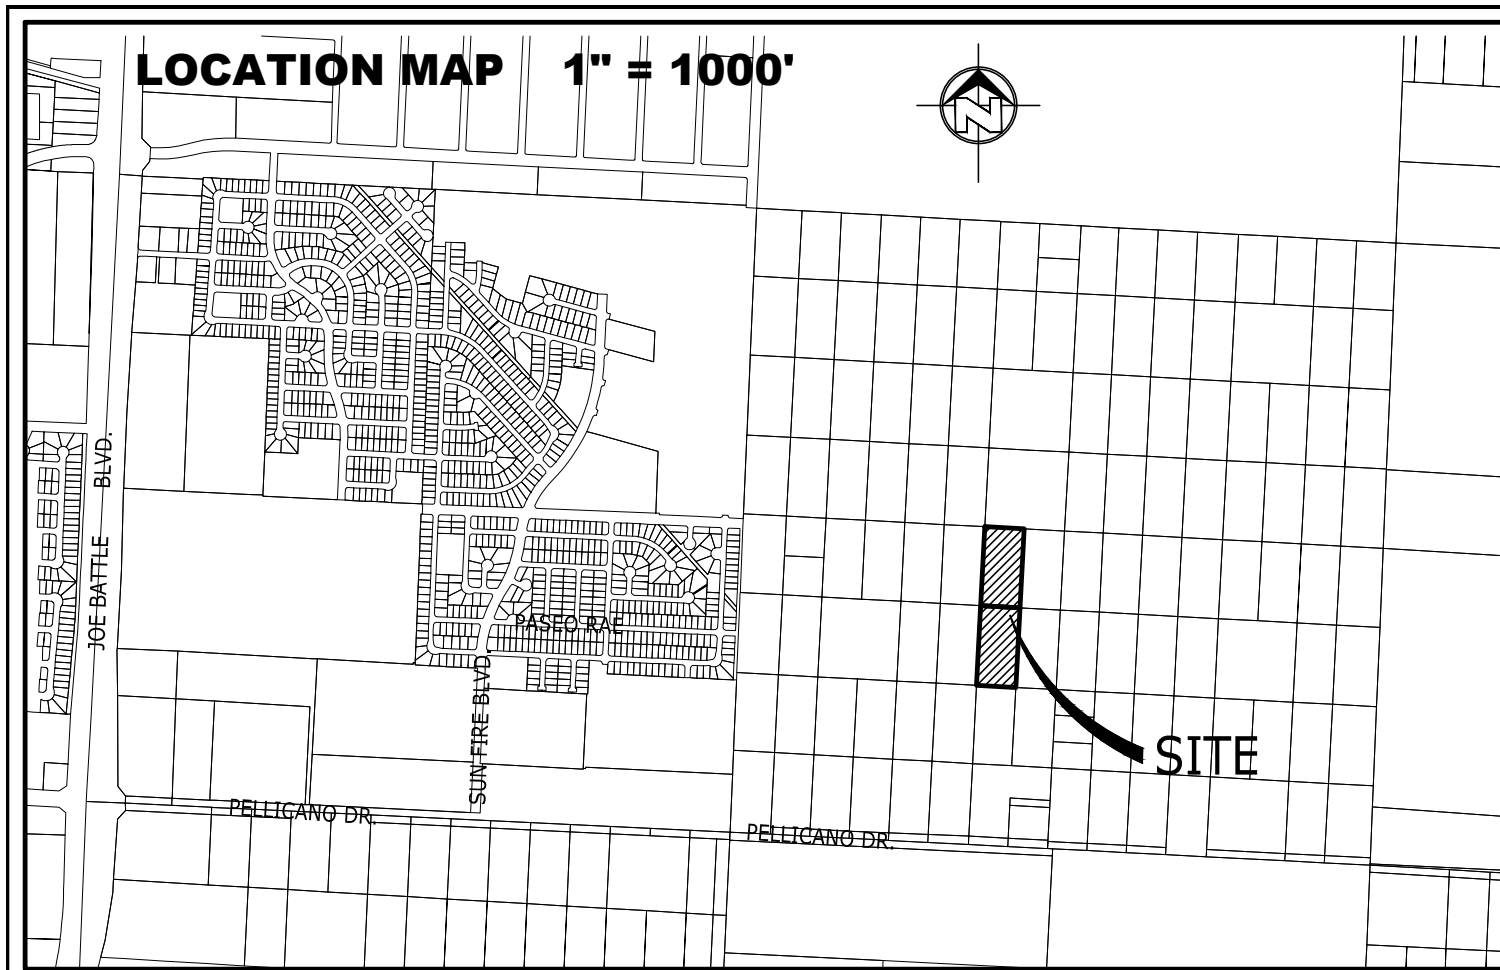 LOCATION MAP 1" = 1000'
N
JOE BATTLE BLVD.
PASEO RAE
SUN FIRE BLVD.
SITE
PELLICANO DR.
PELLICANO DR.